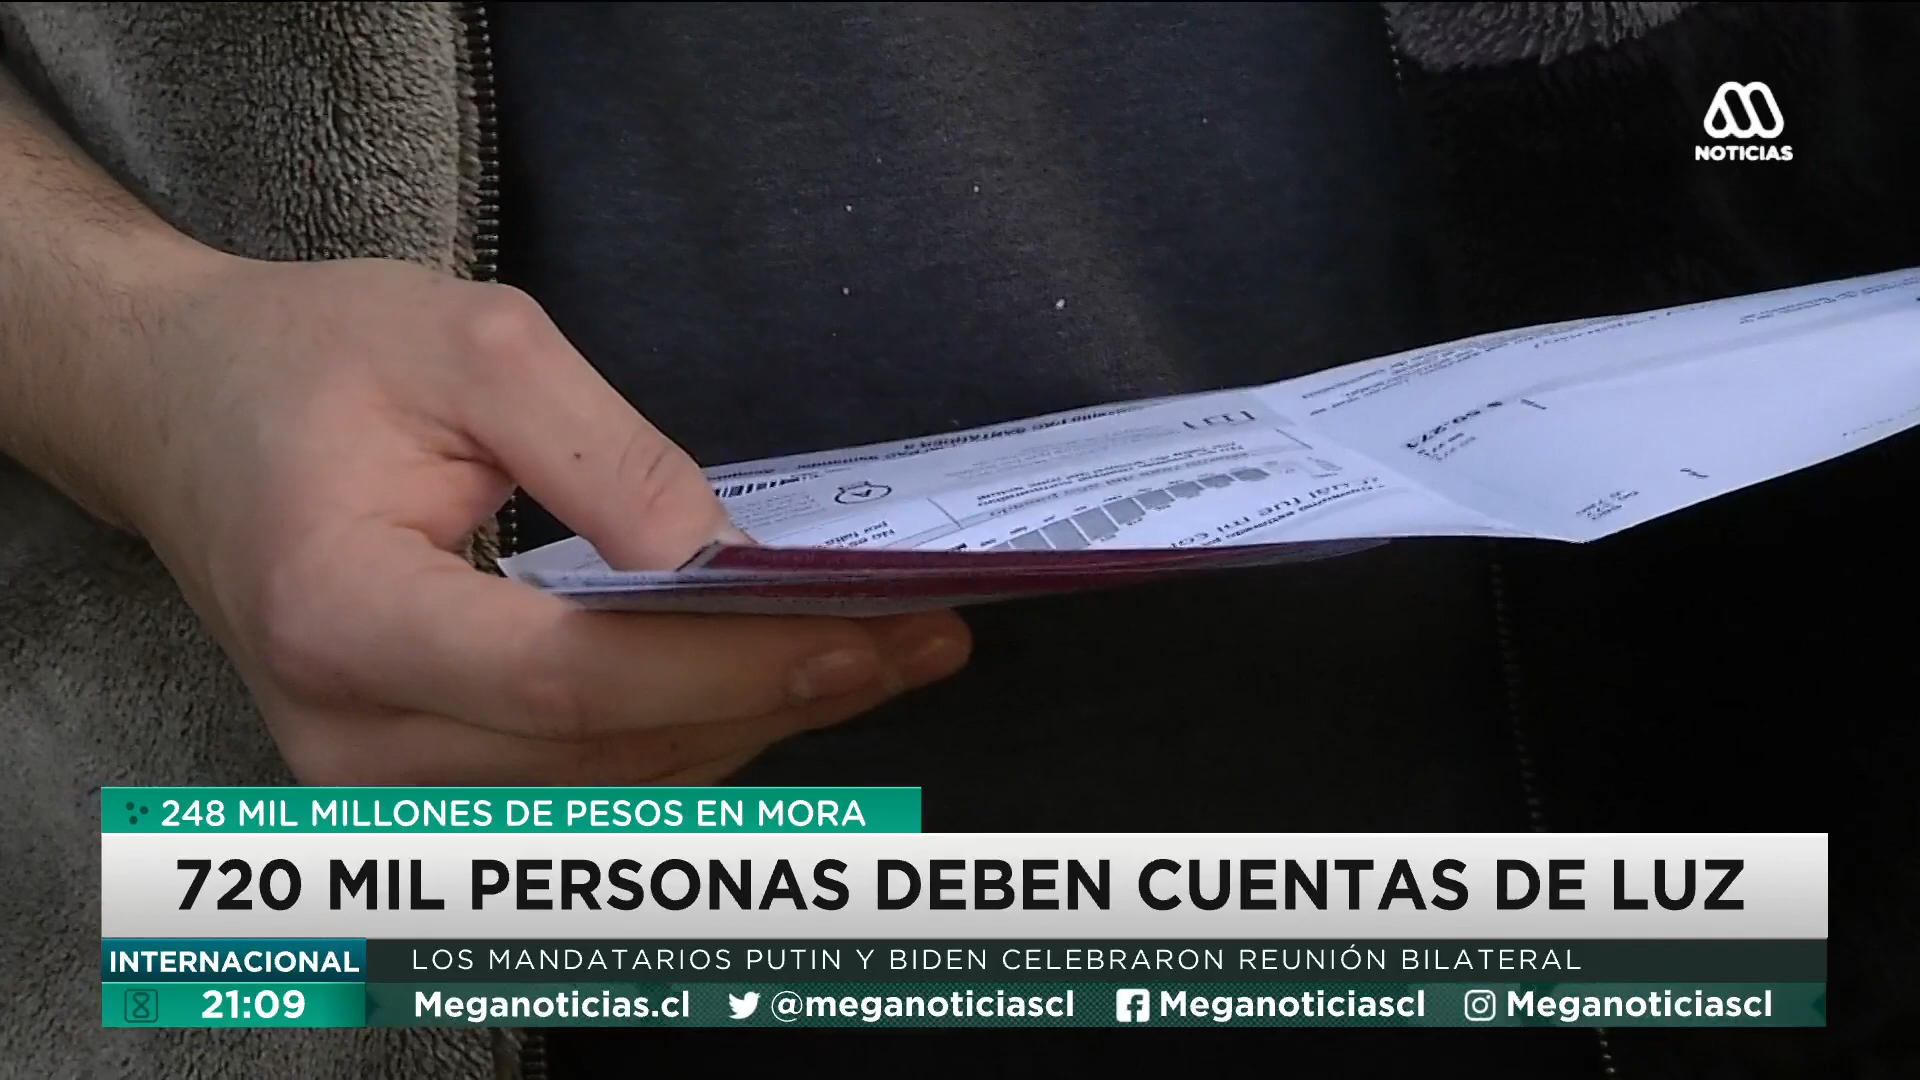 NOTICIAS
248 MIL MILLONES DE PESOS EN MORA
720 MIL PERSONAS DEBEN CUENTAS DE LUZ
INTERNACIONAL LOS MANDATARIOS PUTIN Y BIDEN CELEBRARON REUNIÓN BILATERAL
21:09 Meganoticias.cl @meganoticiascl Meganoticiascl Meganoticiascl